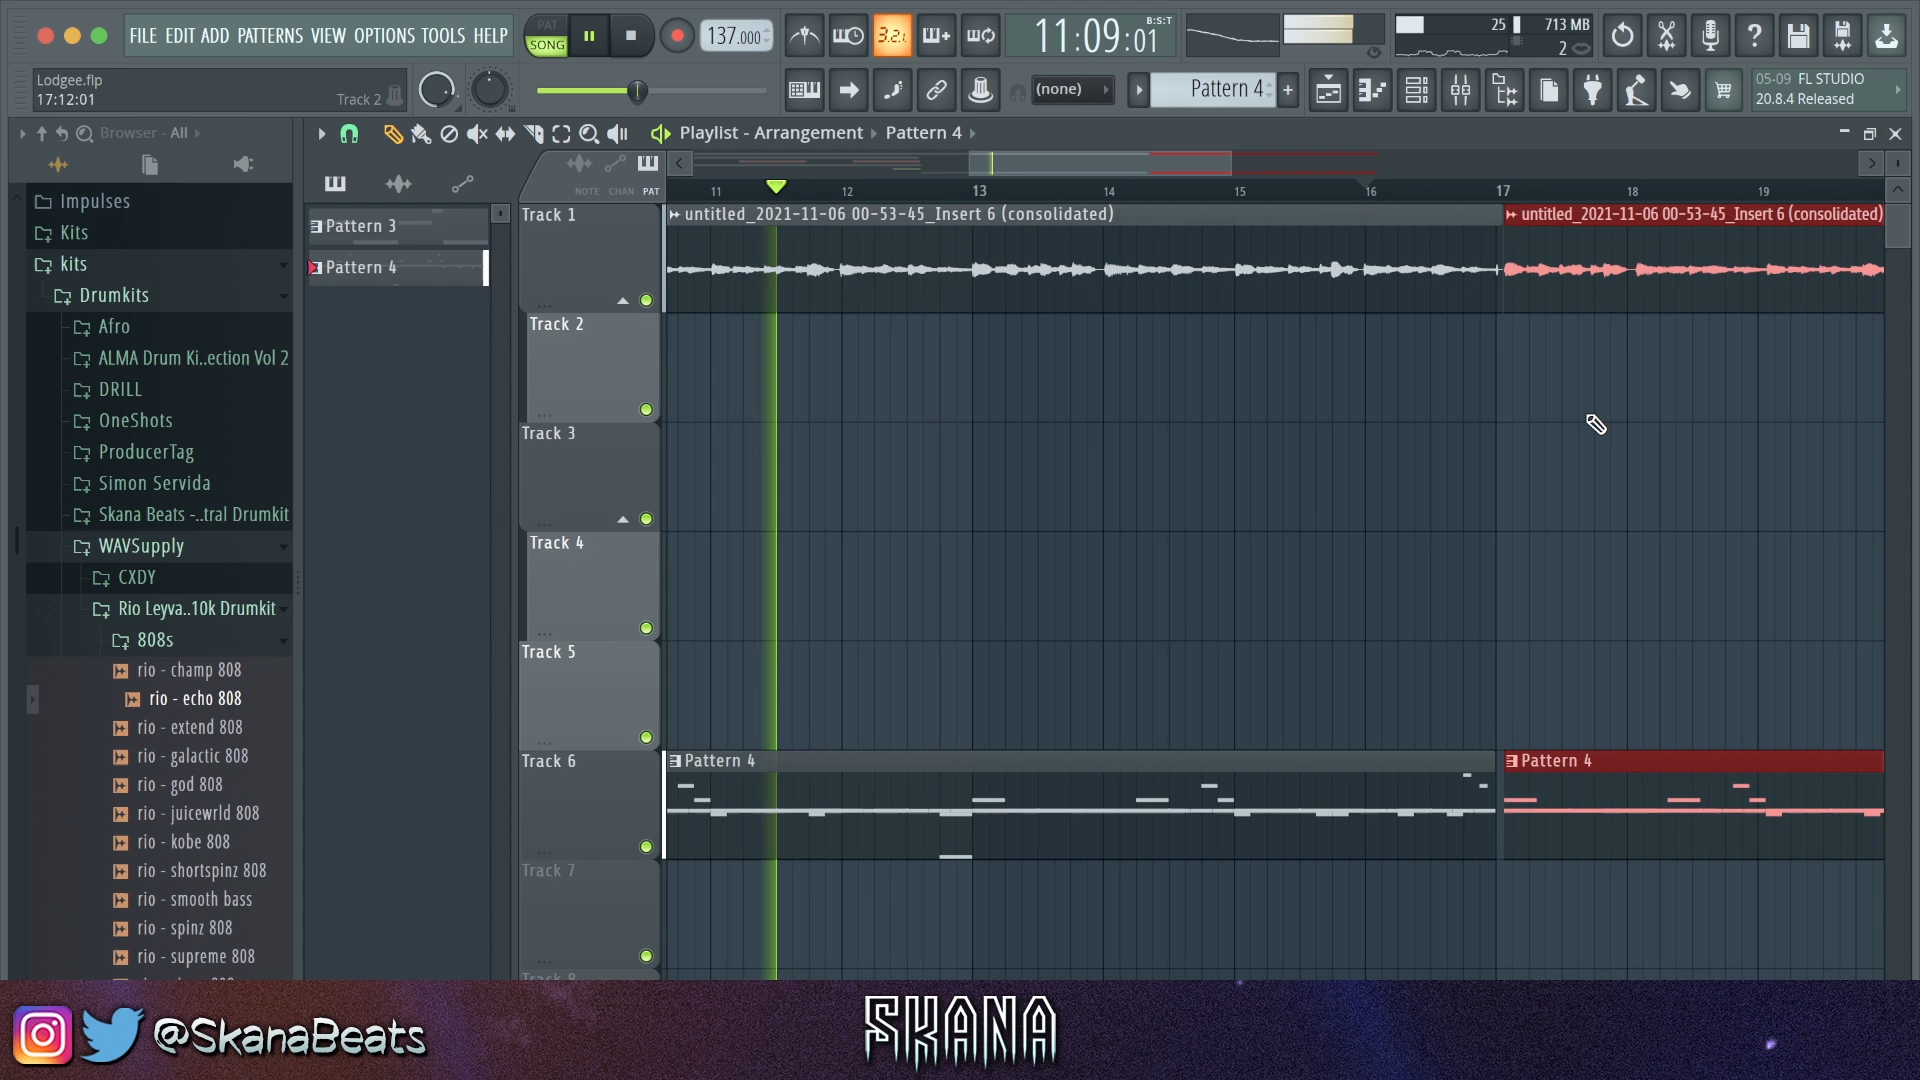 FILE EDIT ADD PATTERNS VIEW OPTIONS TOOLS HELP
PAT
SONG
137.000
3.2.
11:09:01
B:S:T
25
713 MB
2
Lodgee.flp
17:12:01
Track 2
(none)
Pattern 4
+
05-09 FL STUDIO
20.8.4 Released
Browser - All
Playlist - Arrangement
Pattern 4
NOTE CHAN PAT
11 12 13 14 15 16 17 18 19
Impulses
Kits
kits
Drumkits
Afro
ALMA Drum Ki..ection Vol 2
DRILL
OneShots
ProducerTag
Simon Servida
Skana Beats -..tral Drumkit
WAVSupply
CXDY
Rio Leyva..10k Drumkit
808s
rio - champ 808
rio - echo 808
rio - extend 808
rio - galactic 808
rio - god 808
rio - juicewrld 808
rio - kobe 808
rio - shortspinz 808
rio - smooth bass
rio - spinz 808
rio - supreme 808
Pattern 3
Pattern 4
Track 1
untitled_2021-11-06 00-53-45_Insert 6 (consolidated)
untitled_2021-11-06 00-53-45_Insert 6 (consolidated)
Track 2
Track 3
Track 4
Track 5
Track 6
Pattern 4
Pattern 4
Track 7
Track 8
@SkanaBeats
SKANA